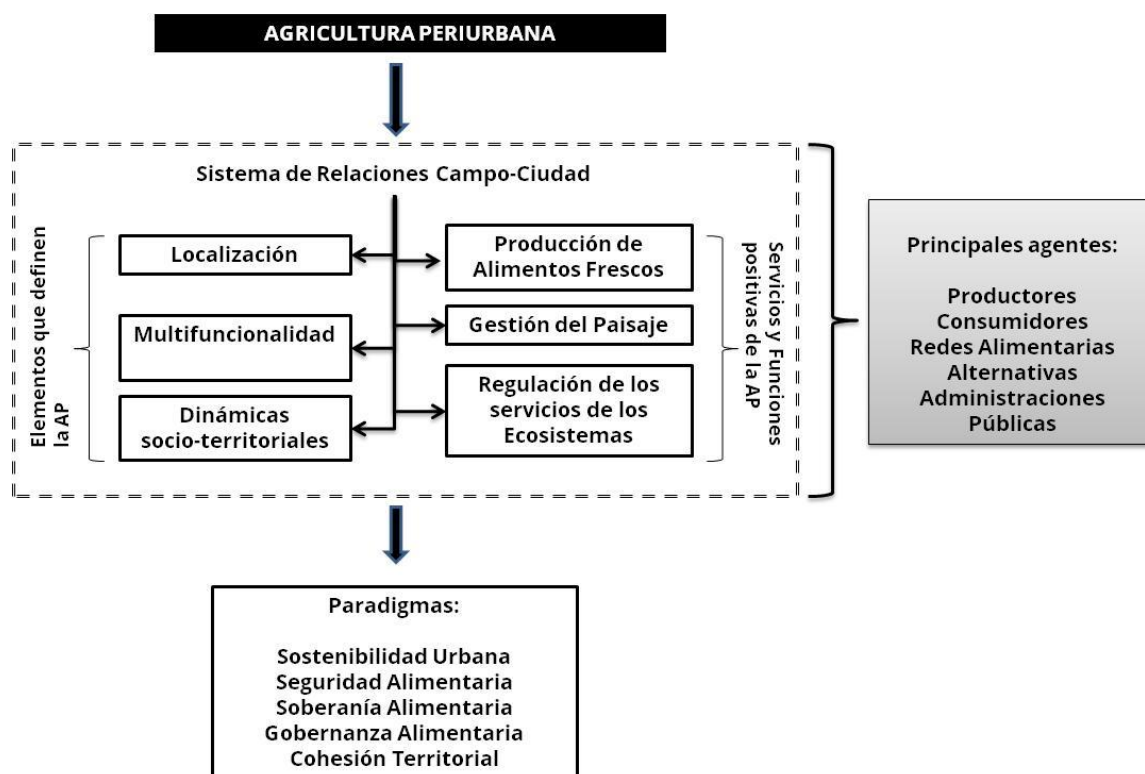 AGRICULTURA PERIURBANA
Sistema de Relaciones Campo-Ciudad
Elementos que definen
la AP
Localización
Multifuncionalidad
Dinámicas
socio-territoriales
Producción de
Alimentos Frescos
Gestión del Paisaje
Regulación de los
servicios de los
Ecosistemas
Servicios y Funciones
positivas de la AP
Principales agentes:
Productores
Consumidores
Redes Alimentarias
Alternativas
Administraciones
Públicas
Paradigmas:
Sostenibilidad Urbana
Seguridad Alimentaria
Soberanía Alimentaria
Gobernanza Alimentaria
Cohesión Territorial